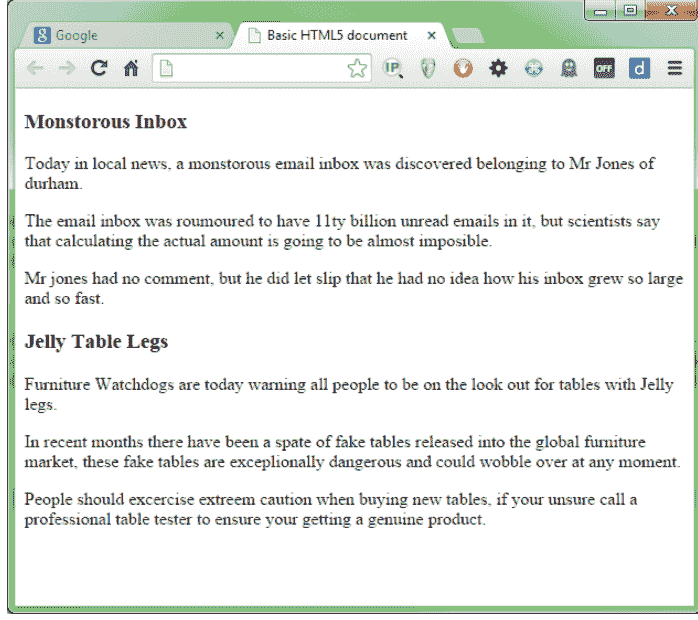 Google
Basic HTML5 document
IP
OFF
d
Monstorous Inbox
Today in local news, a monstorous email inbox was discovered belonging to Mr Jones of
durham.
The email inbox was roumoured to have 11ty billion unread emails in it, but scientists say
that calculating the actual amount is going to be almost imposible.
Mr jones had no comment, but he did let slip that he had no idea how his inbox grew so large
and so fast.
Jelly Table Legs
Furniture Watchdogs are today warning all people to be on the look out for tables with Jelly
legs.
In recent months there have been a spate of fake tables released into the global furniture
market, these fake tables are exceplionally dangerous and could wobble over at any moment.
People should excercise extreem caution when buying new tables, if your unsure call a
professional table tester to ensure your getting a genuine product.